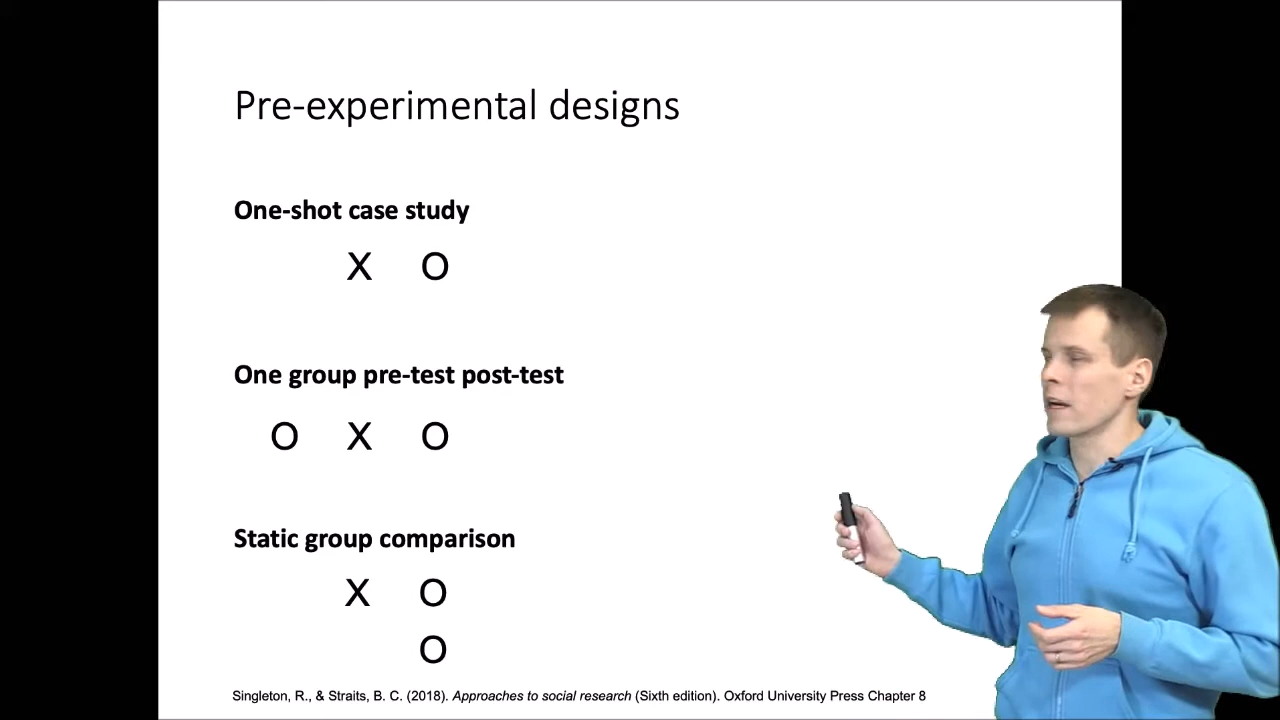 Pre-experimental designs
One-shot case study
X O
One group pre-test post-test
O X O
Static group comparison
X O
O
Singleton, R., & Straits, B. C. (2018). Approaches to social research (Sixth edition). Oxford University Press Chapter 8